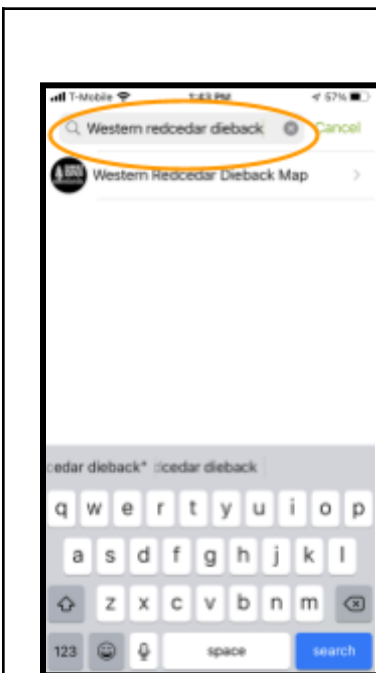 T-Mobile 1:43 PM 57%
Western redcedar dieback Cancel
Western Redcedar Dieback Map
cedar dieback" cedar dieback
q w e r t y u i o p
a s d f g h j k l
z x c v b n m
123 space search